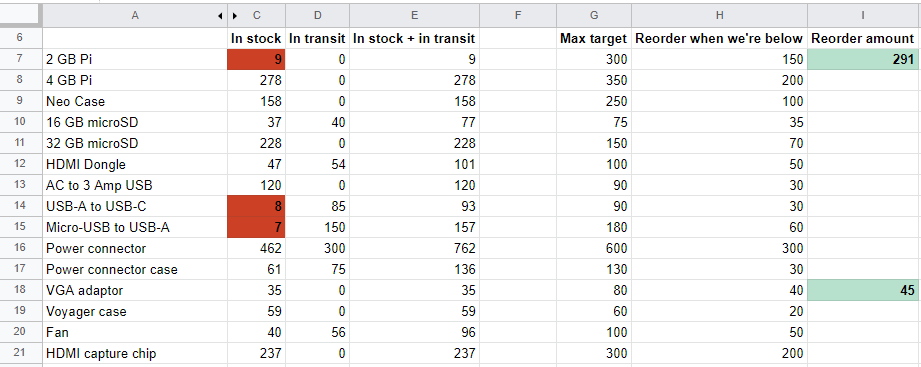 A C D E F G H I
6 In stock In transit In stock + in transit Max target Reorder when we're below Reorder amount
7 2 GB Pi 9 0 9 300 150 291
8 4 GB Pi 278 0 278 350 200
9 Neo Case 158 0 158 250 100
10 16 GB microSD 37 40 77 75 35
11 32 GB microSD 228 0 228 150 70
12 HDMI Dongle 47 54 101 100 50
13 AC to 3 Amp USB 120 0 120 90 30
14 USB-A to USB-C 8 85 93 90 30
15 Micro-USB to USB-A 7 150 157 180 60
16 Power connector 462 300 762 600 300
17 Power connector case 61 75 136 130 30
18 VGA adaptor 35 0 35 80 40 45
19 Voyager case 59 0 59 60 20
20 Fan 40 56 96 100 50
21 HDMI capture chip 237 0 237 300 200